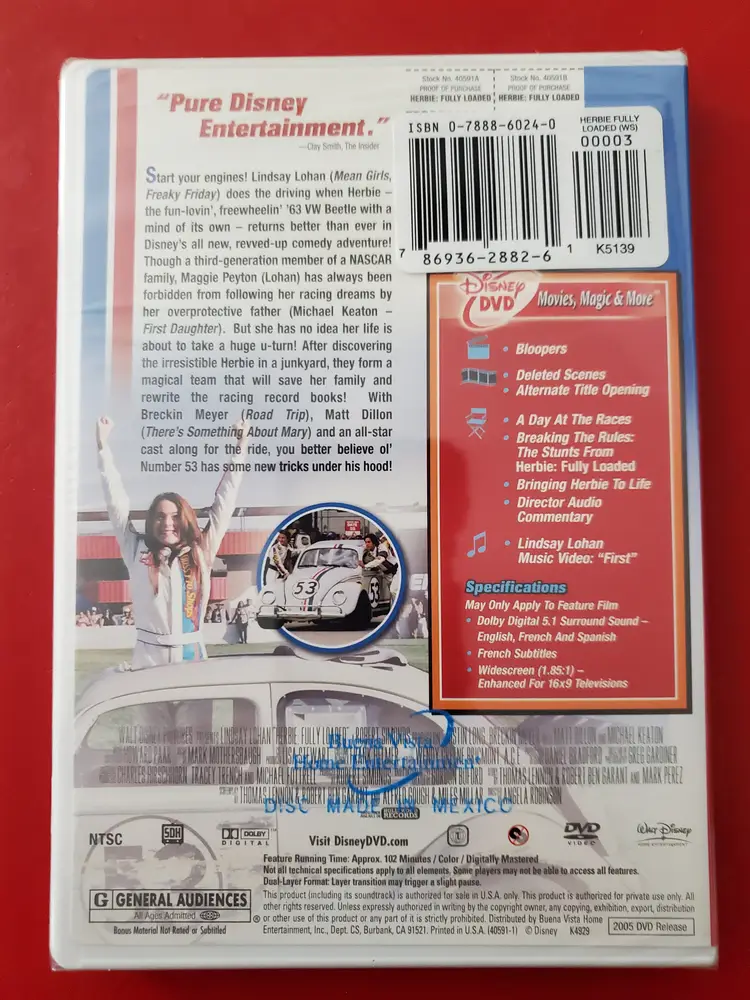 Stock No. 40591A
PROOF OF PURCHASE
HERBIE: FULLY LOADED
Stock No. 40591B
PROOF OF PURCHASE
HERBIE: FULLY LOADED
ISBN 0-7888-6024-0
HERBIE FULLY
LOADED (WS)
00003
7 86936-2882-6
1 K5139
"Pure Disney
Entertainment."
—Clay Smith, The Insider
Start your engines! Lindsay Lohan (Mean Girls,
Freaky Friday) does the driving when Herbie –
the fun-lovin', freewheelin' '63 VW Beetle with a
mind of its own – returns better than ever in
Disney's all new, revved-up comedy adventure!
Though a third-generation member of a NASCAR
family, Maggie Peyton (Lohan) has always been
forbidden from following her racing dreams by
her overprotective father (Michael Keaton –
First Daughter). But she has no idea her life is
about to take a huge u-turn! After discovering
the irresistible Herbie in a junkyard, they form a
magical team that will save her family and
rewrite the racing record books! With
Breckin Meyer (Road Trip), Matt Dillon
(There's Something About Mary) and an all-star
cast along for the ride, you better believe ol'
Number 53 has some new tricks under his hood!
Disney
DVD
Movies, Magic & More
• Bloopers
• Deleted Scenes
• Alternate Title Opening
• A Day At The Races
• Breaking The Rules:
The Stunts From
Herbie: Fully Loaded
• Bringing Herbie To Life
• Director Audio
Commentary
• Lindsay Lohan
Music Video: "First"
Specifications
May Only Apply To Feature Film
• Dolby Digital 5.1 Surround Sound –
English, French And Spanish
• French Subtitles
• Widescreen (1.85:1) –
Enhanced For 16x9 Televisions
53
53
Buena Vista
Home Entertainment
DISC MADE IN MEXICO
THOMAS LENNON & ROBERT BEN GARANT AND MARK PEREZ
ANGELA ROBINSON
RECORDS
NTSC
SDH
DOLBY
DIGITAL
Visit DisneyDVD.com
DVD
VIDEO
Walt Disney
HOME ENTERTAINMENT
Feature Running Time: Approx. 102 Minutes / Color / Digitally Mastered
Not all technical specifications apply to all elements. Some players may not be able to access all features.
Dual-Layer Format: Layer transition may trigger a slight pause.
G GENERAL AUDIENCES
All Ages Admitted
®
Bonus Material Not Rated or Subtitled
This product (including its soundtrack) is authorized for sale in U.S.A. only. This product is authorized for private use only. All
other rights reserved. Unless expressly authorized in writing by the copyright owner, any copying, exhibition, export, distribution
or other use of this product or any part of it is strictly prohibited. Distributed by Buena Vista Home
Entertainment, Inc., Dept. CS, Burbank, CA 91521. Printed in U.S.A. (40591-1) © Disney K4929
2005 DVD Release